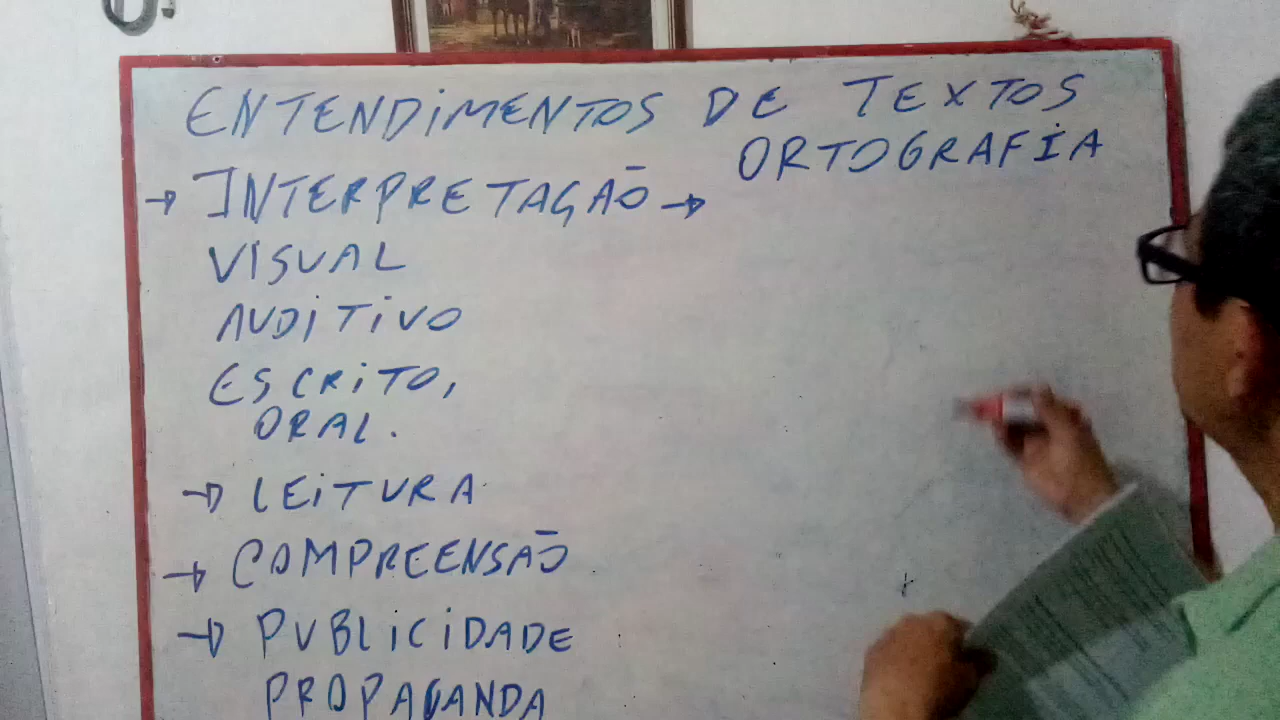 ENTENDIMENTOS DE TEXTOS
ORTOGRAFIA
→ INTERPRETAÇÃO →
VISUAL
AUDITIVO
ESCRITO,
ORAL.
→ LEITURA
→ COMPREENSÃO
→ PUBLICIDADE
PROPAGANDA